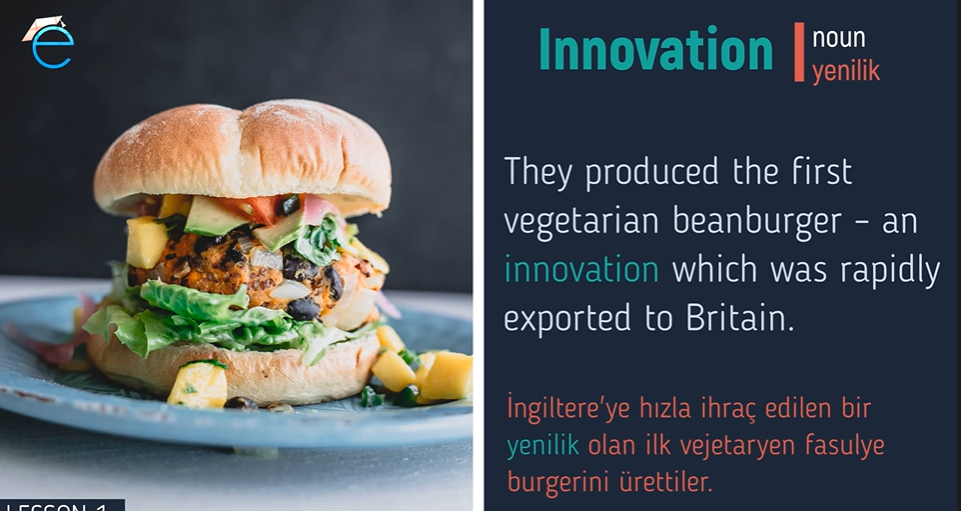 Innovation
noun
yenilik
They produced the first
vegetarian beanburger – an
innovation which was rapidly
exported to Britain.
İngiltere'ye hızla ihraç edilen bir
yenilik olan ilk vejetaryen fasulye
burgerini ürettiler.
LESSON 1